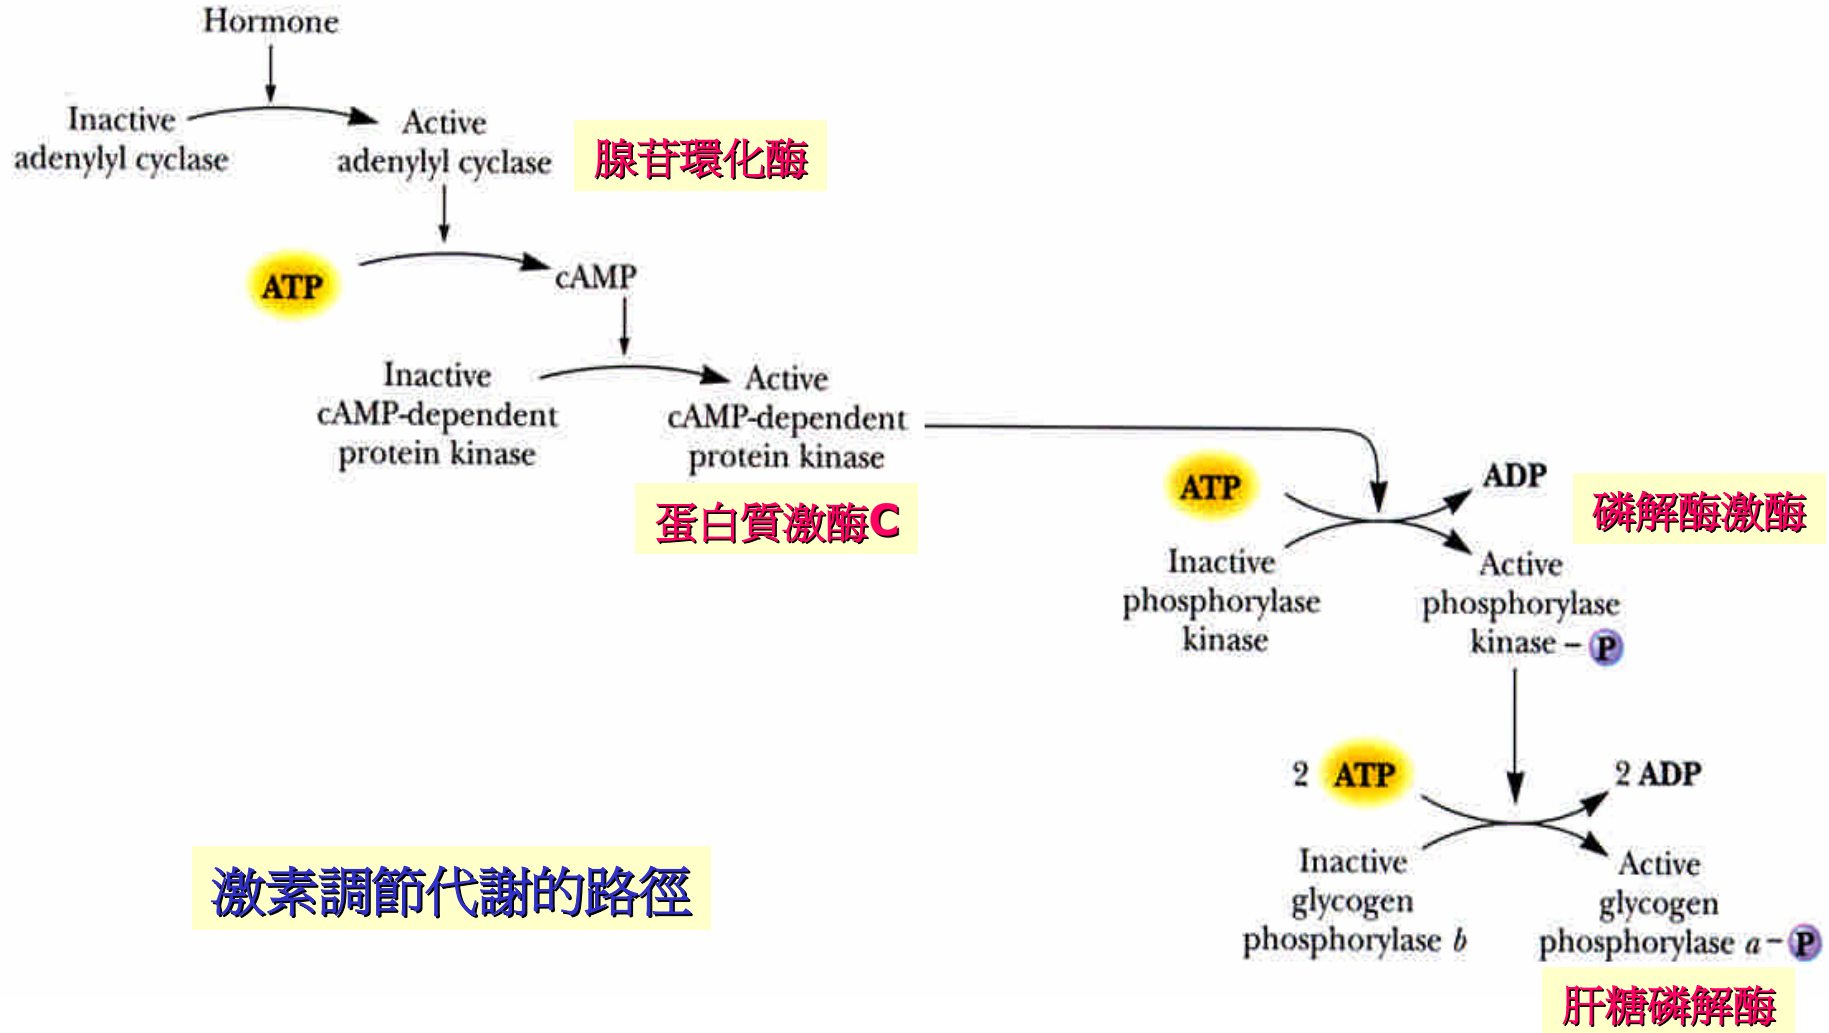 Hormone
Inactive
adenylyl cyclase
Active
adenylyl cyclase
腺苷環化酶
ATP
cAMP
Inactive
cAMP-dependent
protein kinase
Active
cAMP-dependent
protein kinase
蛋白質激酶C
ATP
ADP
磷解酶激酶
Inactive
phosphorylase
kinase
Active
phosphorylase
kinase – P
2 ATP
2 ADP
激素調節代謝的路徑
Inactive
glycogen
phosphorylase b
Active
glycogen
phosphorylase a – P
肝糖磷解酶